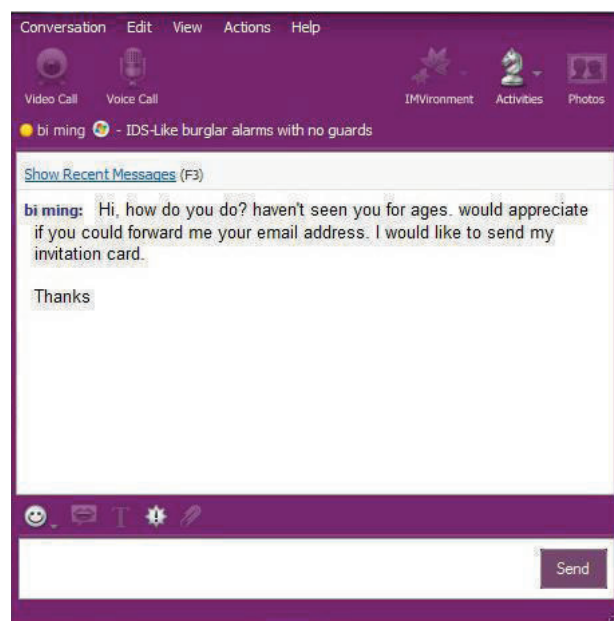 Conversation Edit View Actions Help
Video Call Voice Call IMVironment Activities Photos
bi ming - IDS-Like burglar alarms with no guards
Show Recent Messages (F3)
bi ming: Hi, how do you do? haven't seen you for ages. would appreciate
if you could forward me your email address. I would like to send my
invitation card.
Thanks
T
Send